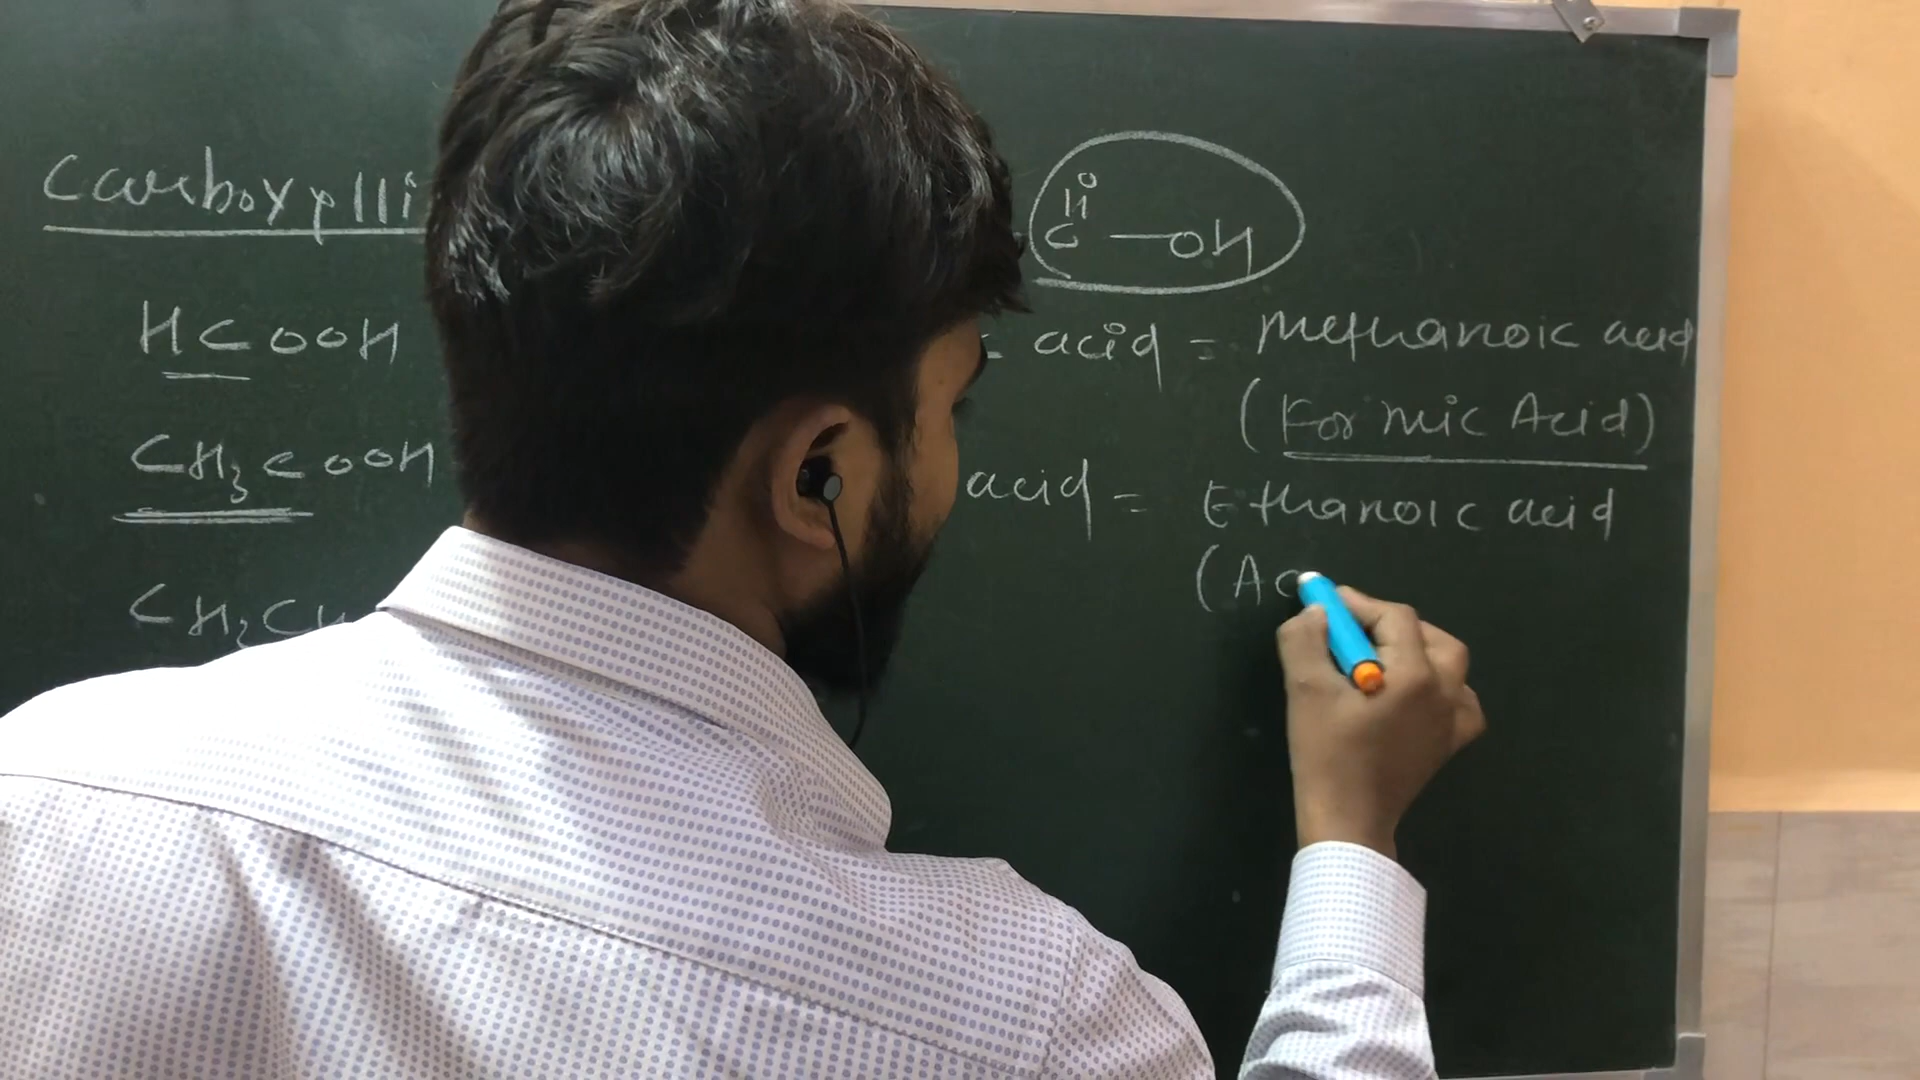 Carboxylli
O
||
C —OH
HCOOH = acid = Methanoic acid
(Formic Acid)
CH3COOH acid = Ethanoic acid
(Ac
CH3CH